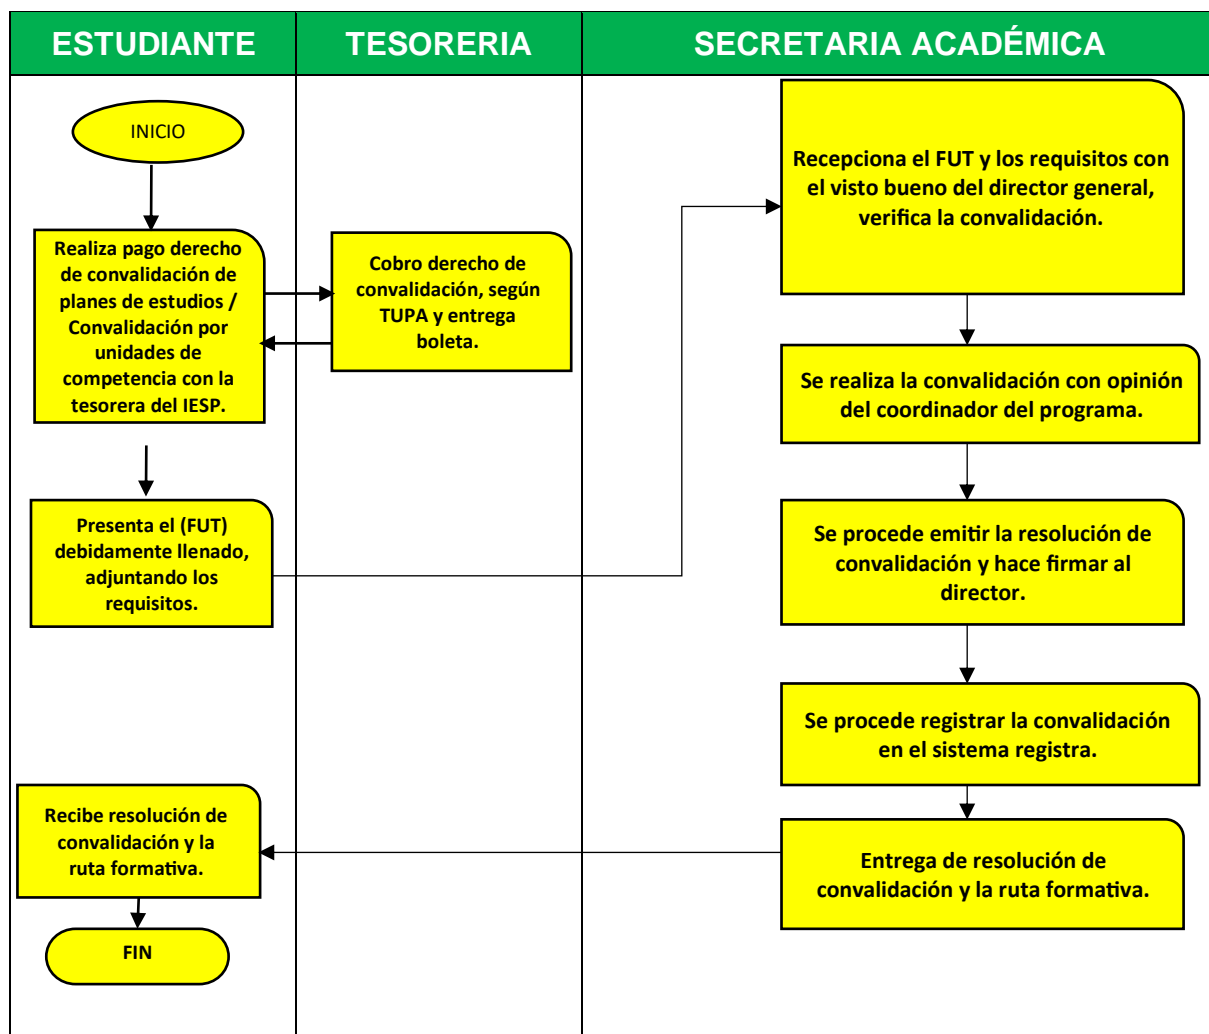 ESTUDIANTE
TESORERIA
SECRETARIA ACADÉMICA
INICIO
Realiza pago derecho
de convalidación de
planes de estudios /
Convalidación por
unidades de
competencia con la
tesorera del IESP.
Cobro derecho de
convalidación, según
TUPA y entrega
boleta.
Presenta el (FUT)
debidamente llenado,
adjuntando los
requisitos.
Recepciona el FUT y los requisitos con
el visto bueno del director general,
verifica la convalidación.
Se realiza la convalidación con opinión
del coordinador del programa.
Se procede emitir la resolución de
convalidación y hace firmar al
director.
Se procede registrar la convalidación
en el sistema registra.
Entrega de resolución de
convalidación y la ruta formativa.
Recibe resolución de
convalidación y la
ruta formativa.
FIN